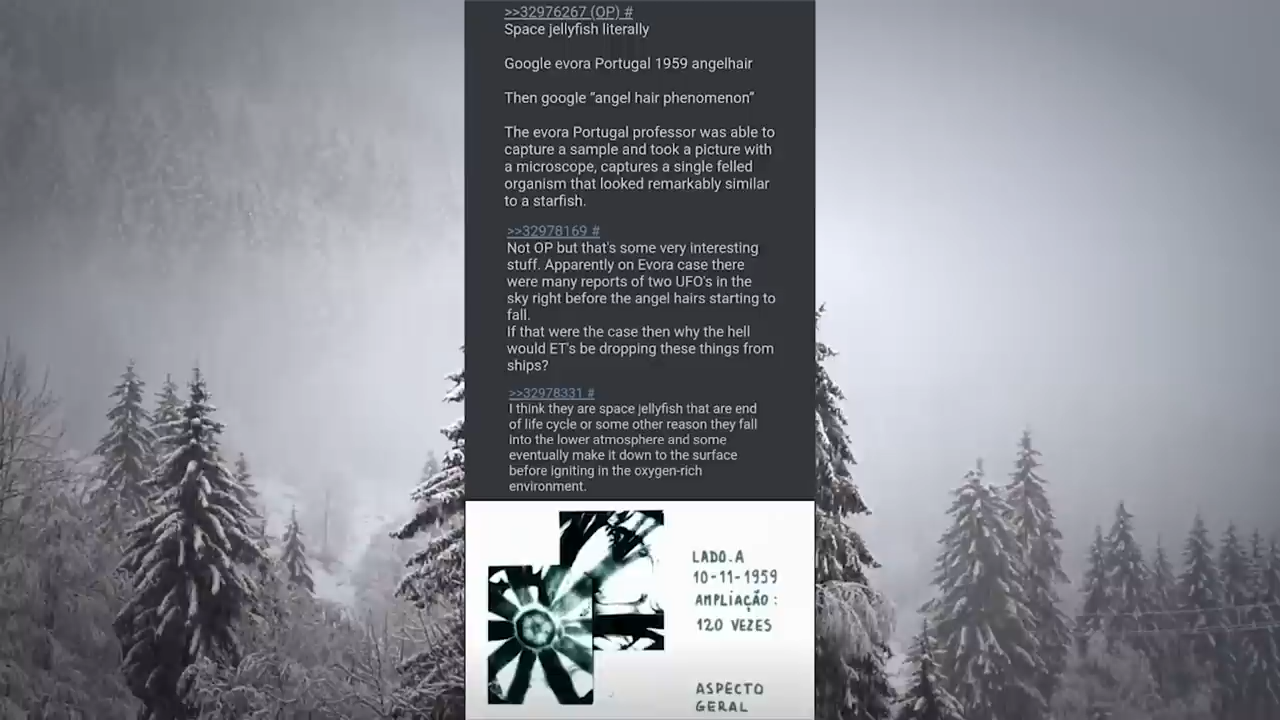 >>32976267 (OP) #
Space jellyfish literally
Google evora Portugal 1959 angelhair
Then google “angel hair phenomenon”
The evora Portugal professor was able to
capture a sample and took a picture with
a microscope, captures a single felled
organism that looked remarkably similar
to a starfish.
>>32978169 #
Not OP but that's some very interesting
stuff. Apparently on Evora case there
were many reports of two UFO's in the
sky right before the angel hairs starting to
fall.
If that were the case then why the hell
would ET's be dropping these things from
ships?
>>32978331 #
I think they are space jellyfish that are end
of life cycle or some other reason they fall
into the lower atmosphere and some
eventually make it down to the surface
before igniting in the oxygen-rich
environment.
LADO.A
10-11-1959
AMPLIAÇÃO:
120 VEZES
ASPECTO
GERAL